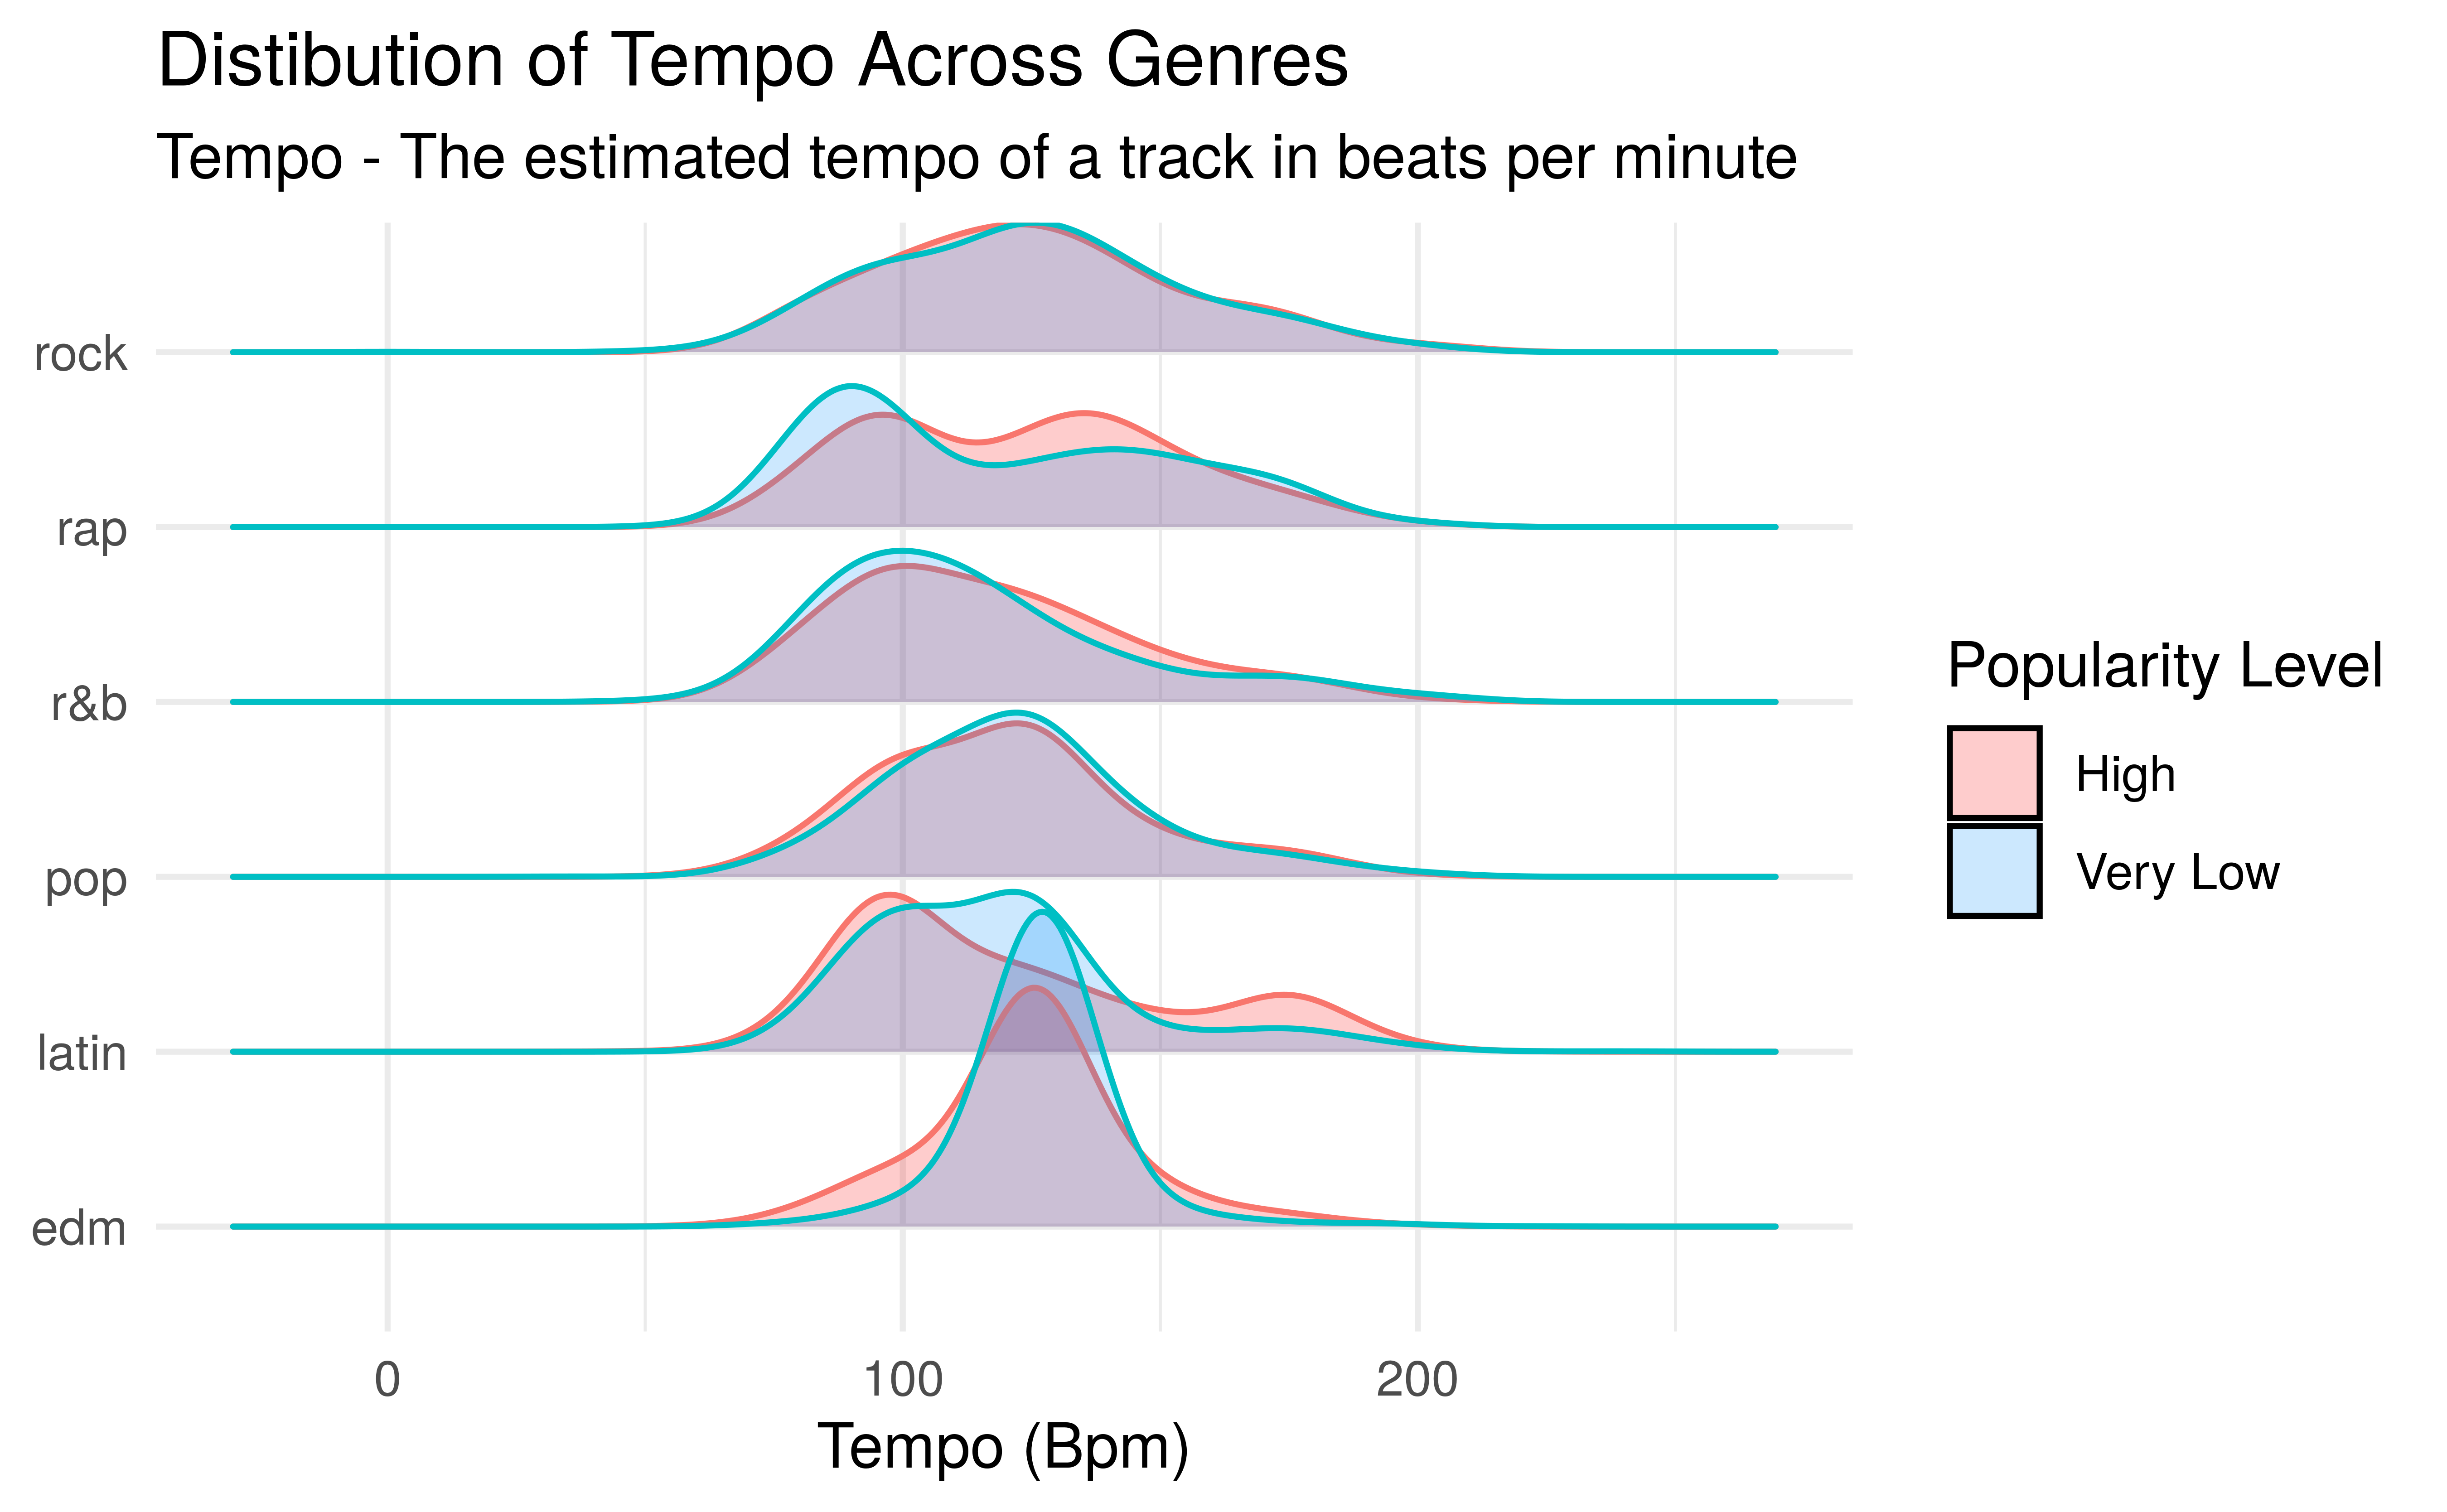 Distibution of Tempo Across Genres
Tempo - The estimated tempo of a track in beats per minute
rock
rap
r&b
pop
latin
edm
0 100 200
Tempo (Bpm)
Popularity Level
High
Very Low